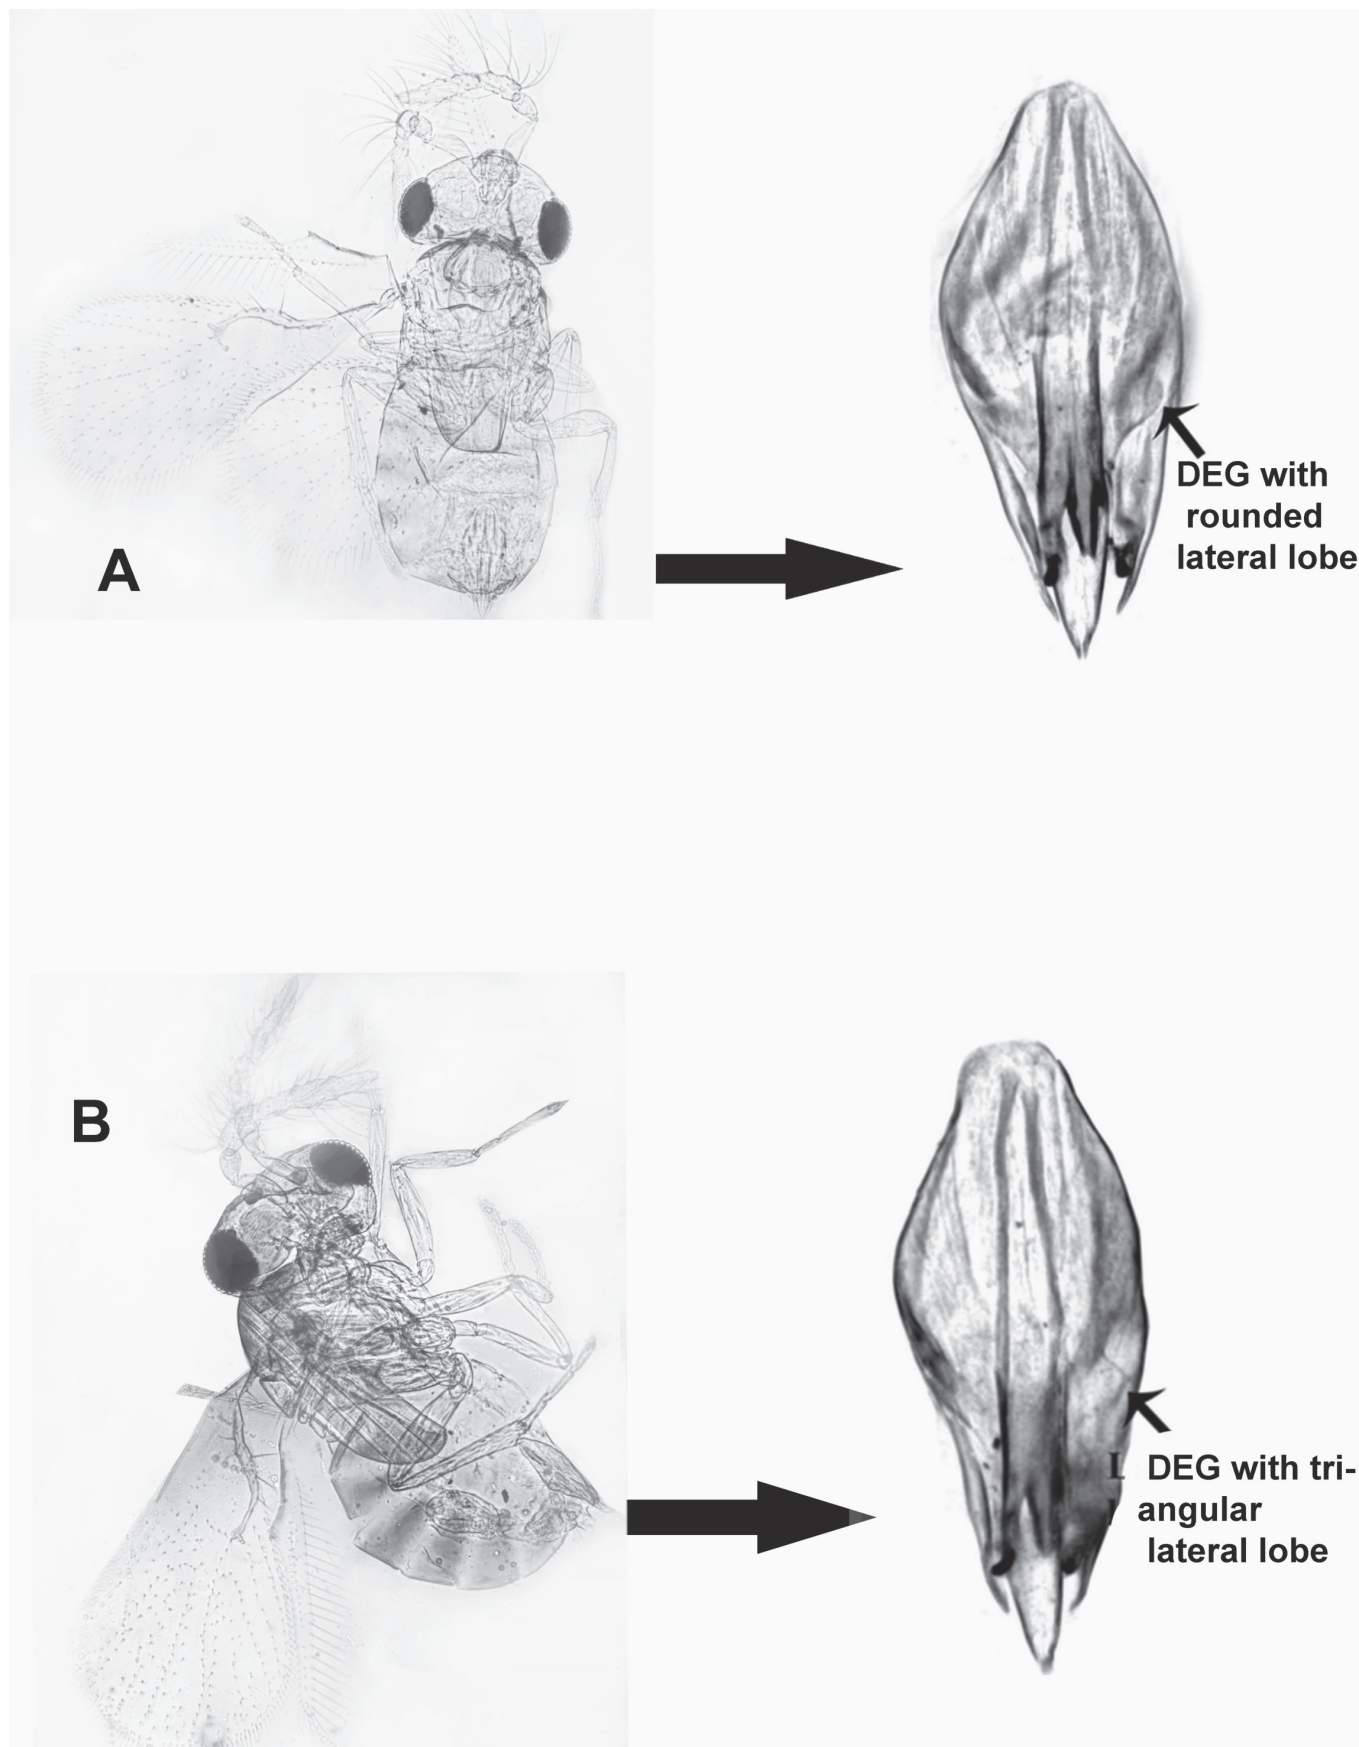 A
DEG with
rounded
lateral lobe
B
L DEG with tri-
angular
lateral lobe